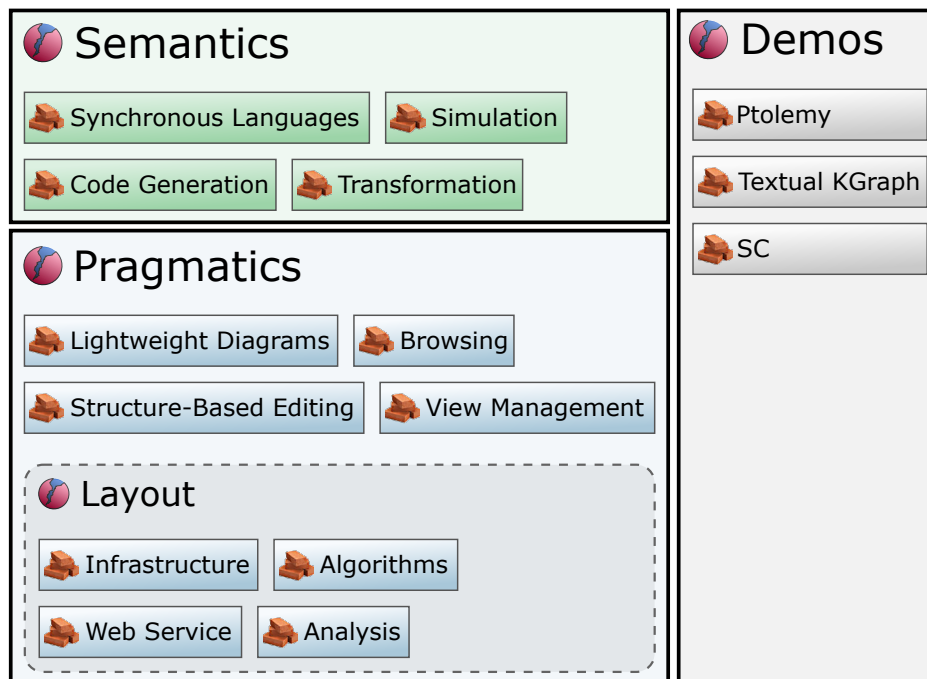 Semantics
Synchronous Languages
Simulation
Code Generation
Transformation
Pragmatics
Lightweight Diagrams
Browsing
Structure-Based Editing
View Management
Layout
Infrastructure
Algorithms
Web Service
Analysis
Demos
Ptolemy
Textual KGraph
SC